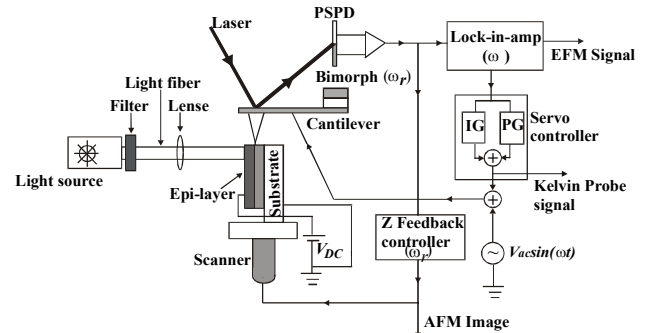 PSPD
Laser
Lock-in-amp
(ω)
EFM Signal
Light fiber
Bimorph (ωr)
Filter
Lense
Cantilever
IG
PG
Servo
controller
Light source
Epi-layer
Substrate
Kelvin Probe
signal
VDC
Z Feedback
controller
(ωr)
Vacsin(ωt)
Scanner
AFM Image